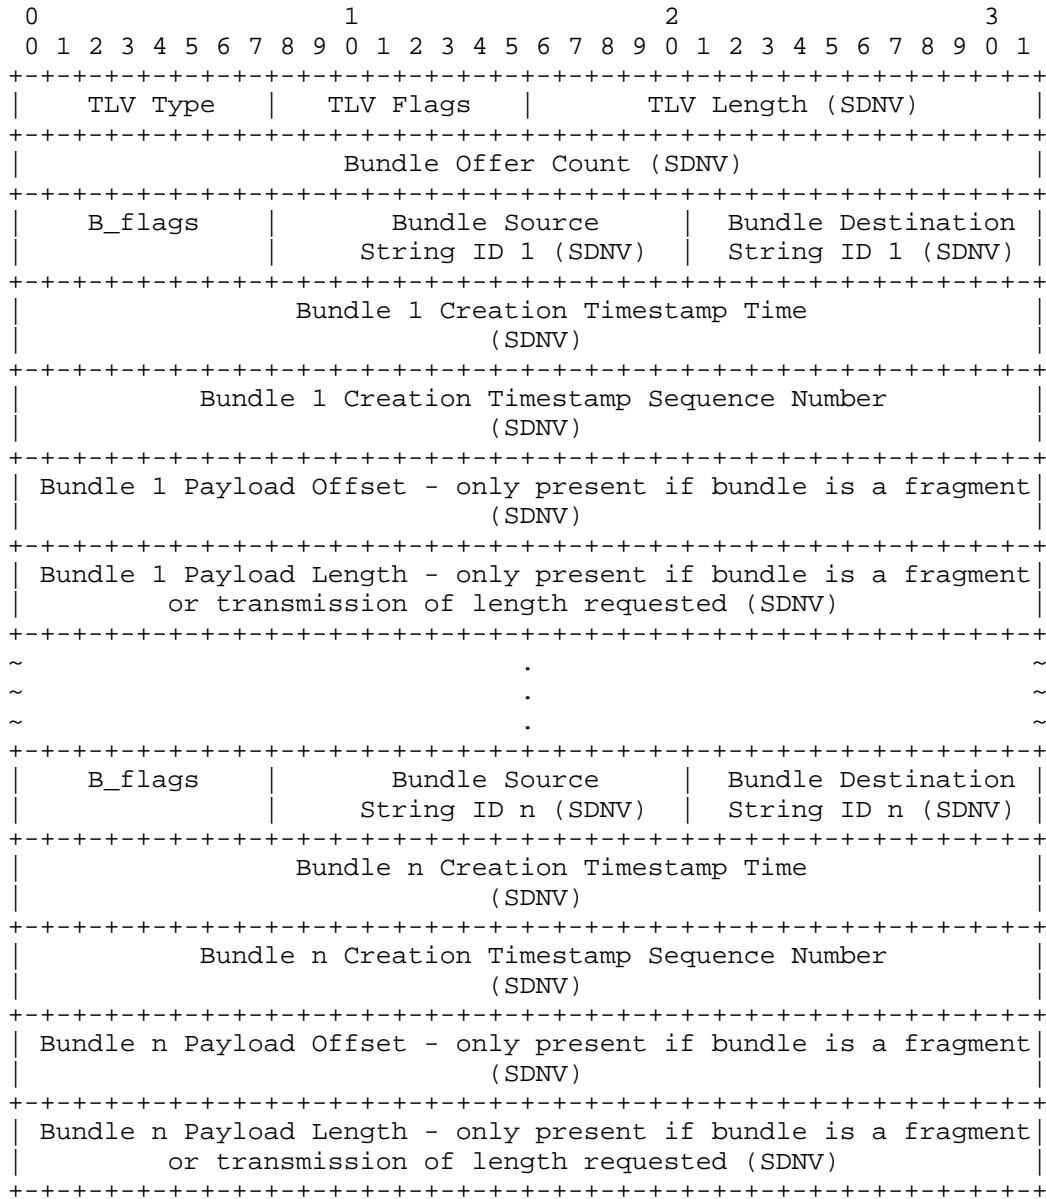 0                   1                   2                   3
 0 1 2 3 4 5 6 7 8 9 0 1 2 3 4 5 6 7 8 9 0 1 2 3 4 5 6 7 8 9 0 1
+-+-+-+-+-+-+-+-+-+-+-+-+-+-+-+-+-+-+-+-+-+-+-+-+-+-+-+-+-+-+-+-+
|    TLV Type   |   TLV Flags   |       TLV Length (SDNV)       |
+-+-+-+-+-+-+-+-+-+-+-+-+-+-+-+-+-+-+-+-+-+-+-+-+-+-+-+-+-+-+-+-+
|                    Bundle Offer Count (SDNV)                  |
+-+-+-+-+-+-+-+-+-+-+-+-+-+-+-+-+-+-+-+-+-+-+-+-+-+-+-+-+-+-+-+-+
|    B_flags    |       Bundle Source     |  Bundle Destination |
|               |     String ID 1 (SDNV)  |  String ID 1 (SDNV) |
+-+-+-+-+-+-+-+-+-+-+-+-+-+-+-+-+-+-+-+-+-+-+-+-+-+-+-+-+-+-+-+-+
|                 Bundle 1 Creation Timestamp Time              |
|                             (SDNV)                            |
+-+-+-+-+-+-+-+-+-+-+-+-+-+-+-+-+-+-+-+-+-+-+-+-+-+-+-+-+-+-+-+-+
|           Bundle 1 Creation Timestamp Sequence Number         |
|                             (SDNV)                            |
+-+-+-+-+-+-+-+-+-+-+-+-+-+-+-+-+-+-+-+-+-+-+-+-+-+-+-+-+-+-+-+-+
| Bundle 1 Payload Offset - only present if bundle is a fragment|
|                             (SDNV)                            |
+-+-+-+-+-+-+-+-+-+-+-+-+-+-+-+-+-+-+-+-+-+-+-+-+-+-+-+-+-+-+-+-+
| Bundle 1 Payload Length - only present if bundle is a fragment|
|         or transmission of length requested (SDNV)            |
+-+-+-+-+-+-+-+-+-+-+-+-+-+-+-+-+-+-+-+-+-+-+-+-+-+-+-+-+-+-+-+-+
~                               .                               ~
~                               .                               ~
~                               .                               ~
+-+-+-+-+-+-+-+-+-+-+-+-+-+-+-+-+-+-+-+-+-+-+-+-+-+-+-+-+-+-+-+-+
|    B_flags    |       Bundle Source     |  Bundle Destination |
|               |     String ID n (SDNV)  |  String ID n (SDNV) |
+-+-+-+-+-+-+-+-+-+-+-+-+-+-+-+-+-+-+-+-+-+-+-+-+-+-+-+-+-+-+-+-+
|                 Bundle n Creation Timestamp Time              |
|                             (SDNV)                            |
+-+-+-+-+-+-+-+-+-+-+-+-+-+-+-+-+-+-+-+-+-+-+-+-+-+-+-+-+-+-+-+-+
|           Bundle n Creation Timestamp Sequence Number         |
|                             (SDNV)                            |
+-+-+-+-+-+-+-+-+-+-+-+-+-+-+-+-+-+-+-+-+-+-+-+-+-+-+-+-+-+-+-+-+
| Bundle n Payload Offset - only present if bundle is a fragment|
|                             (SDNV)                            |
+-+-+-+-+-+-+-+-+-+-+-+-+-+-+-+-+-+-+-+-+-+-+-+-+-+-+-+-+-+-+-+-+
| Bundle n Payload Length - only present if bundle is a fragment|
|         or transmission of length requested (SDNV)            |
+-+-+-+-+-+-+-+-+-+-+-+-+-+-+-+-+-+-+-+-+-+-+-+-+-+-+-+-+-+-+-+-+